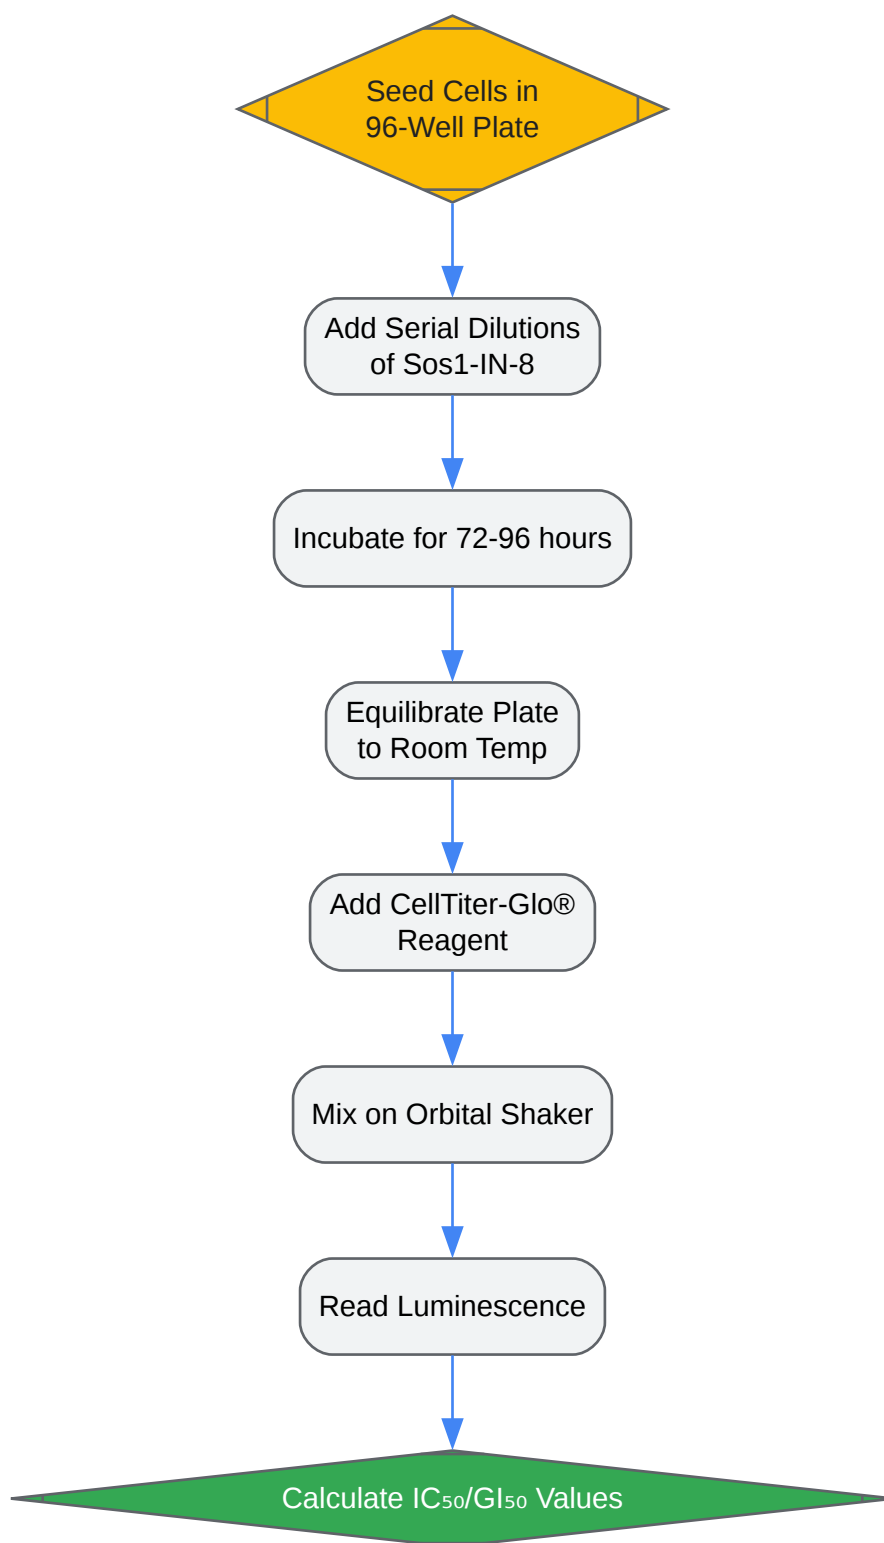 Seed Cells in
96-Well Plate
Add Serial Dilutions
of Sos1-IN-8
Incubate for 72-96 hours
Equilibrate Plate
to Room Temp
Add CellTiter-Glo®
Reagent
Mix on Orbital Shaker
Read Luminescence
Calculate IC₅₀/GI₅₀ Values